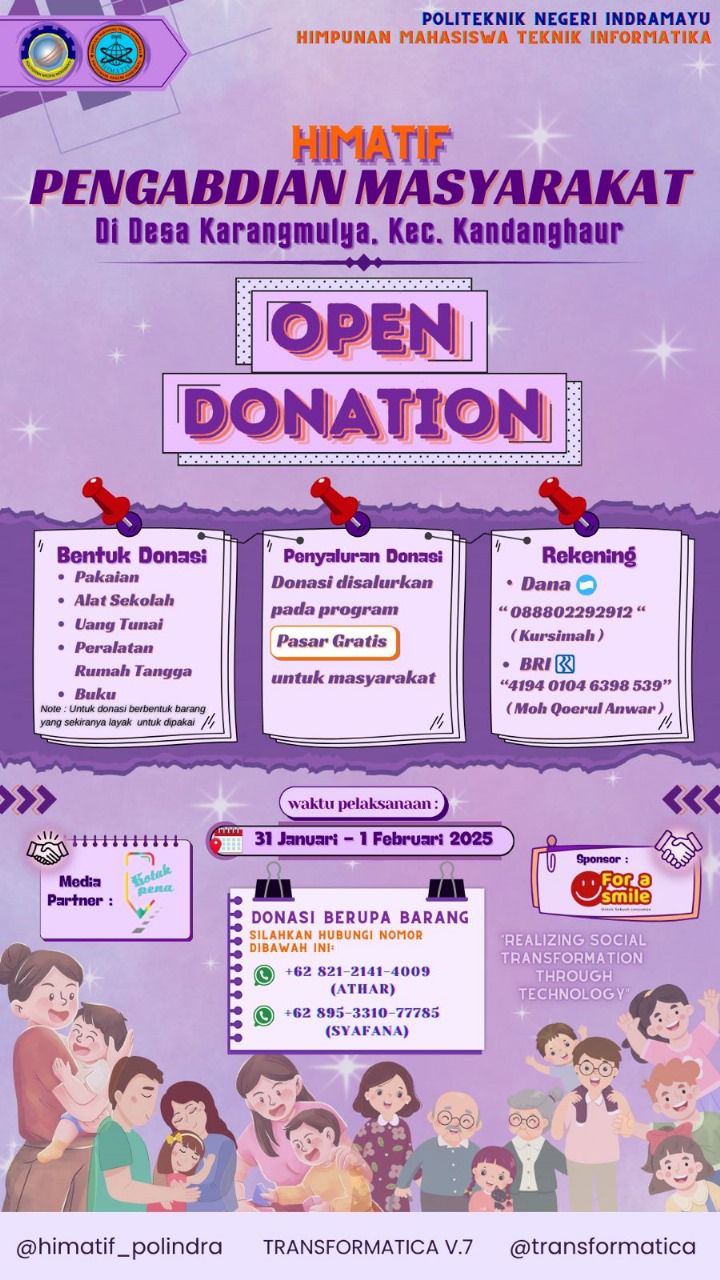 POLITEKNIK NEGERI INDRAMAYU
HIMPUNAN MAHASISWA TEKNIK INFORMATIKA
HIMATIF
PENGABDIAN MASYARAKAT
Di Desa Karangmulya, Kec. Kandanghaur
OPEN
DONATION
Bentuk Donasi
• Pakaian
• Alat Sekolah
• Uang Tunai
• Peralatan
Rumah Tangga
• Buku
Note : Untuk donasi berbentuk barang
yang sekiranya layak untuk dipakai
Penyaluran Donasi
Donasi disalurkan
pada program
Pasar Gratis
untuk masyarakat
Rekening
• Dana
“ 088802292912 “
( Kursimah )
• BRI
“4194 0104 6398 539”
( Moh Qoerul Anwar )
waktu pelaksanaan :
31 Januari - 1 Februari 2025
Media
Partner :
Kotak
pena
Sponsor :
For a
smile
DONASI BERUPA BARANG
SILAHKAN HUBUNGI NOMOR
DIBAWAH INI:
+62 821-2141-4009
(ATHAR)
+62 895-3310-77785
(SYAFANA)
"REALIZING SOCIAL
TRANSFORMATION
THROUGH
TECHNOLOGY"
@himatif_polindra
TRANSFORMATICA V.7
@transformatica